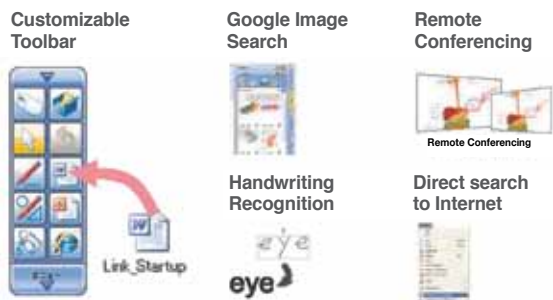 Customizable
Toolbar
Google Image
Search
Remote
Conferencing
Remote Conferencing
Handwriting
Recognition
Direct search
to Internet
Link_Startup
eye
eye